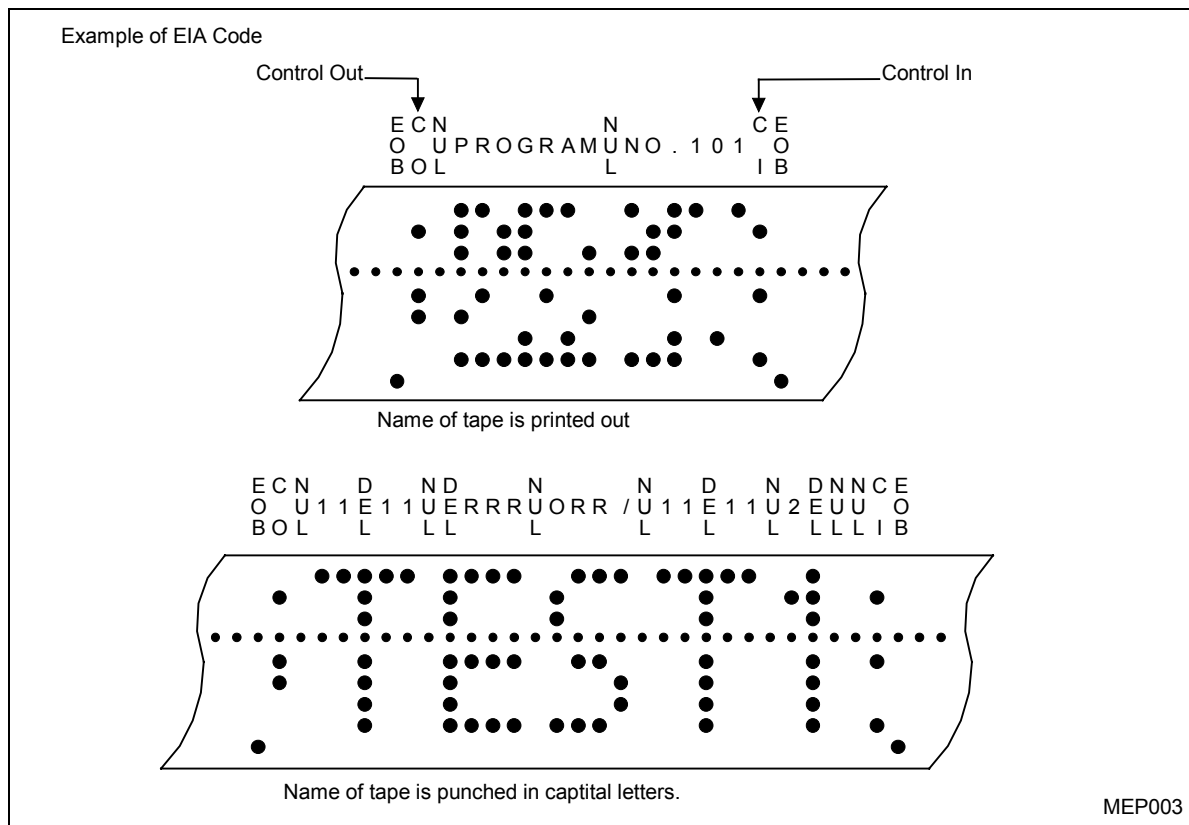 Example of EIA Code
Control Out Control In
E C N N C E
O U P R O G R A M U N O . 1 0 1 O
B O L L I B
Name of tape is printed out
E C N D N D N N D N D N N C E
O U 1 1 E 1 1 U E R R R U O R R / U 1 1 E 1 1 U 2 E U U O
B O L L L L L L L L L L L I B
Name of tape is punched in captital letters.
MEP003